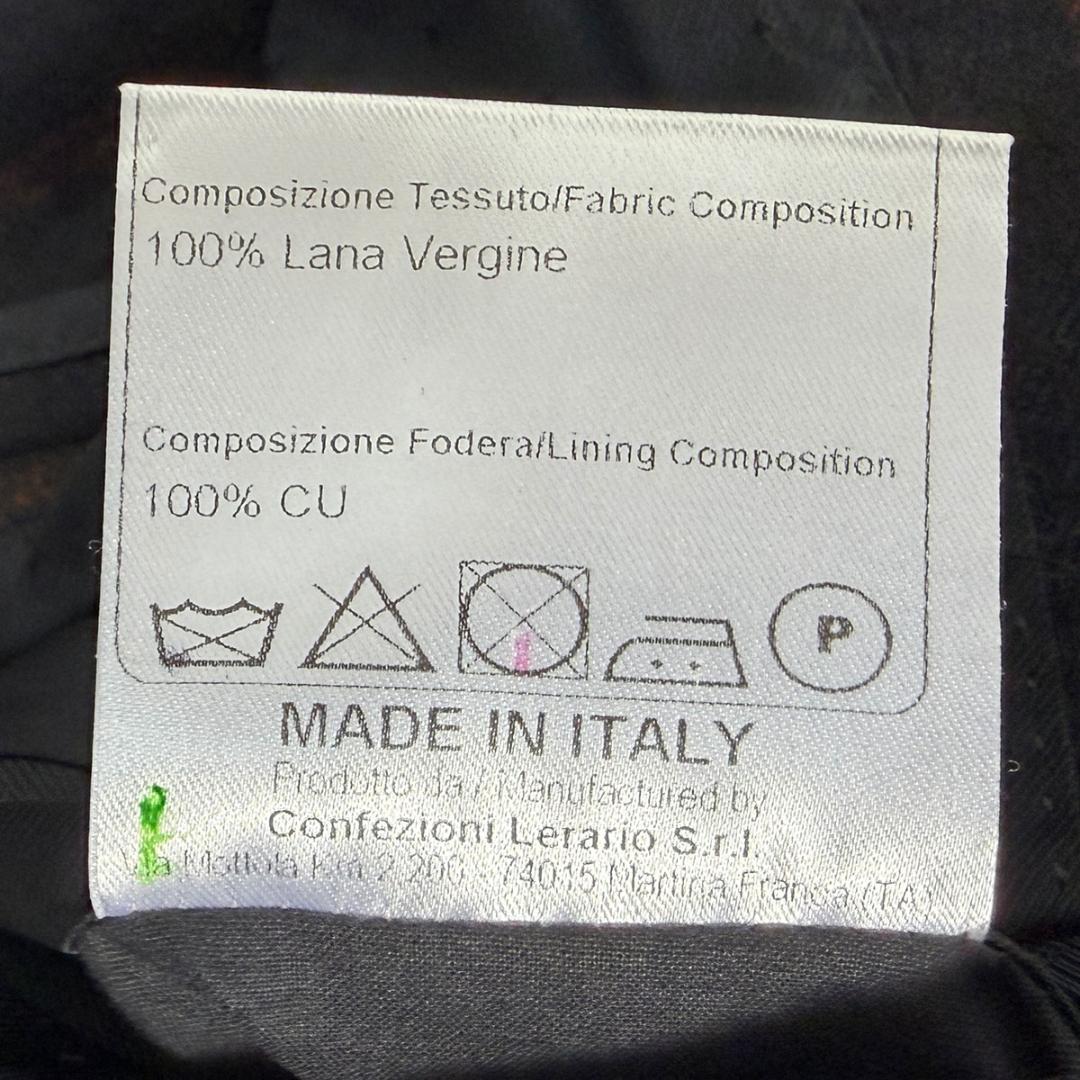 Composizione Tessuto/Fabric Composition
100% Lana Vergine
Composizione Fodera/Lining Composition
100% CU
P
MADE IN ITALY
Prodotto da / Manufactured by
Confezioni Lerario S.r.l.
Via Mottola Km 2.200 - 74015 Martina Franca (TA)